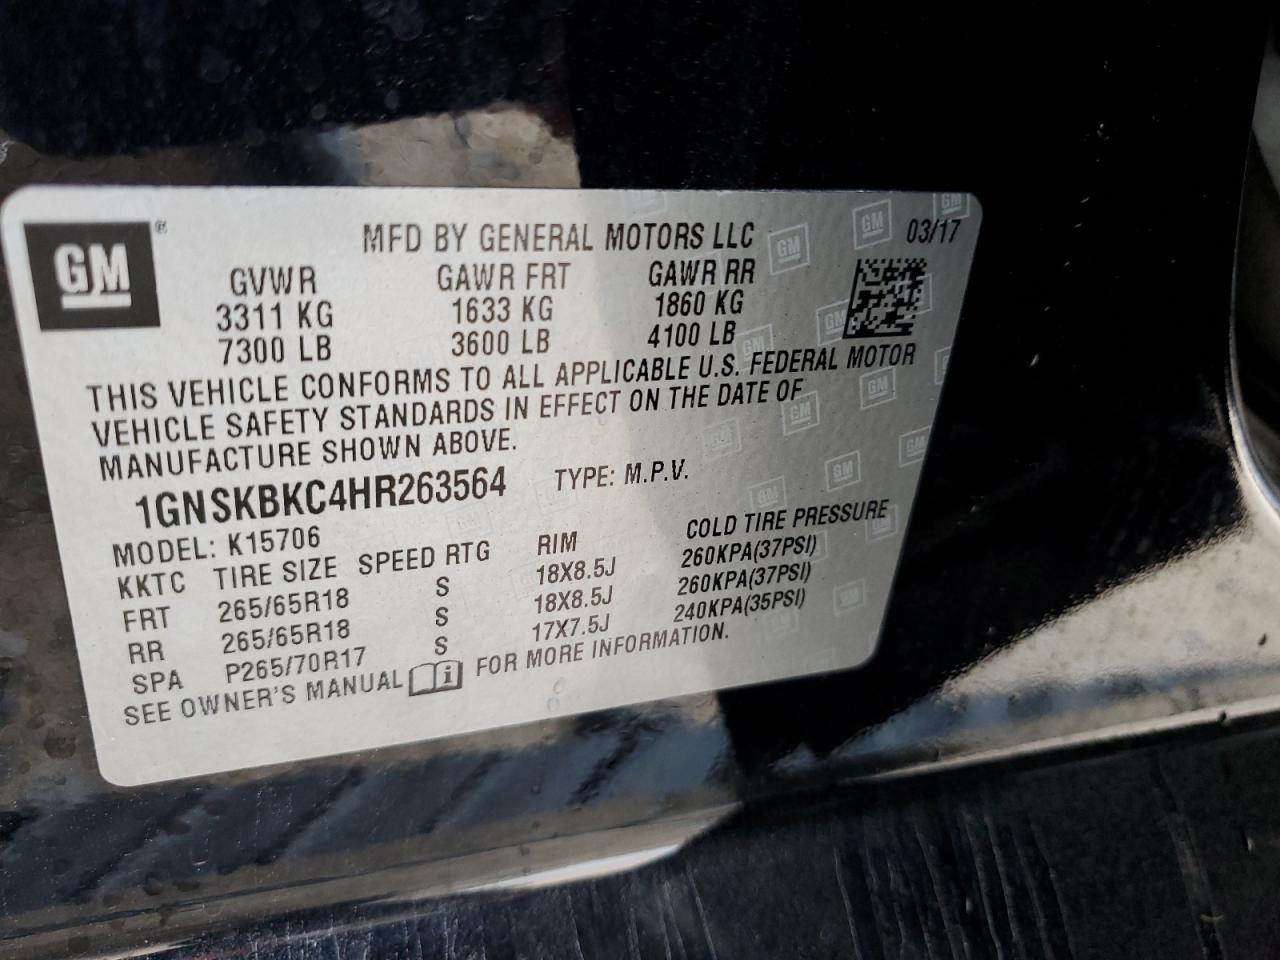 GM®
MFD BY GENERAL MOTORS LLC 03/17
GVWR GAWR FRT GAWR RR
3311 KG 1633 KG 1860 KG
7300 LB 3600 LB 4100 LB
THIS VEHICLE CONFORMS TO ALL APPLICABLE U.S. FEDERAL MOTOR
VEHICLE SAFETY STANDARDS IN EFFECT ON THE DATE OF
MANUFACTURE SHOWN ABOVE.
1GNSKBKC4HR263564 TYPE: M.P.V.
MODEL: K15706
KKTC TIRE SIZE SPEED RTG RIM COLD TIRE PRESSURE
FRT 265/65R18 S 18X8.5J 260KPA(37PSI)
RR 265/65R18 S 18X8.5J 260KPA(37PSI)
SPA P265/70R17 S 17X7.5J 240KPA(35PSI)
SEE OWNER'S MANUAL i FOR MORE INFORMATION.